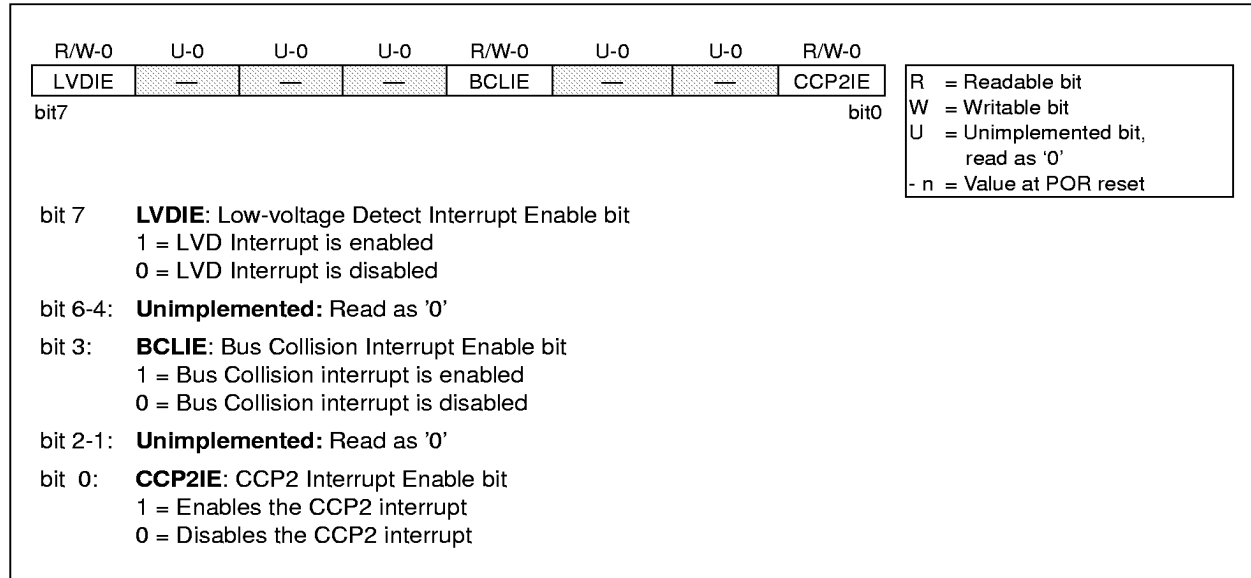 R/W-0 U-0 U-0 U-0 R/W-0 U-0 U-0 R/W-0
LVDIE — — — BCLIE — — CCP2IE
bit7 bit0
R = Readable bit
W = Writable bit
U = Unimplemented bit,
read as ‘0’
- n = Value at POR reset
bit 7 LVDIE: Low-voltage Detect Interrupt Enable bit
1 = LVD Interrupt is enabled
0 = LVD Interrupt is disabled
bit 6-4: Unimplemented: Read as '0'
bit 3: BCLIE: Bus Collision Interrupt Enable bit
1 = Bus Collision interrupt is enabled
0 = Bus Collision interrupt is disabled
bit 2-1: Unimplemented: Read as '0'
bit 0: CCP2IE: CCP2 Interrupt Enable bit
1 = Enables the CCP2 interrupt
0 = Disables the CCP2 interrupt